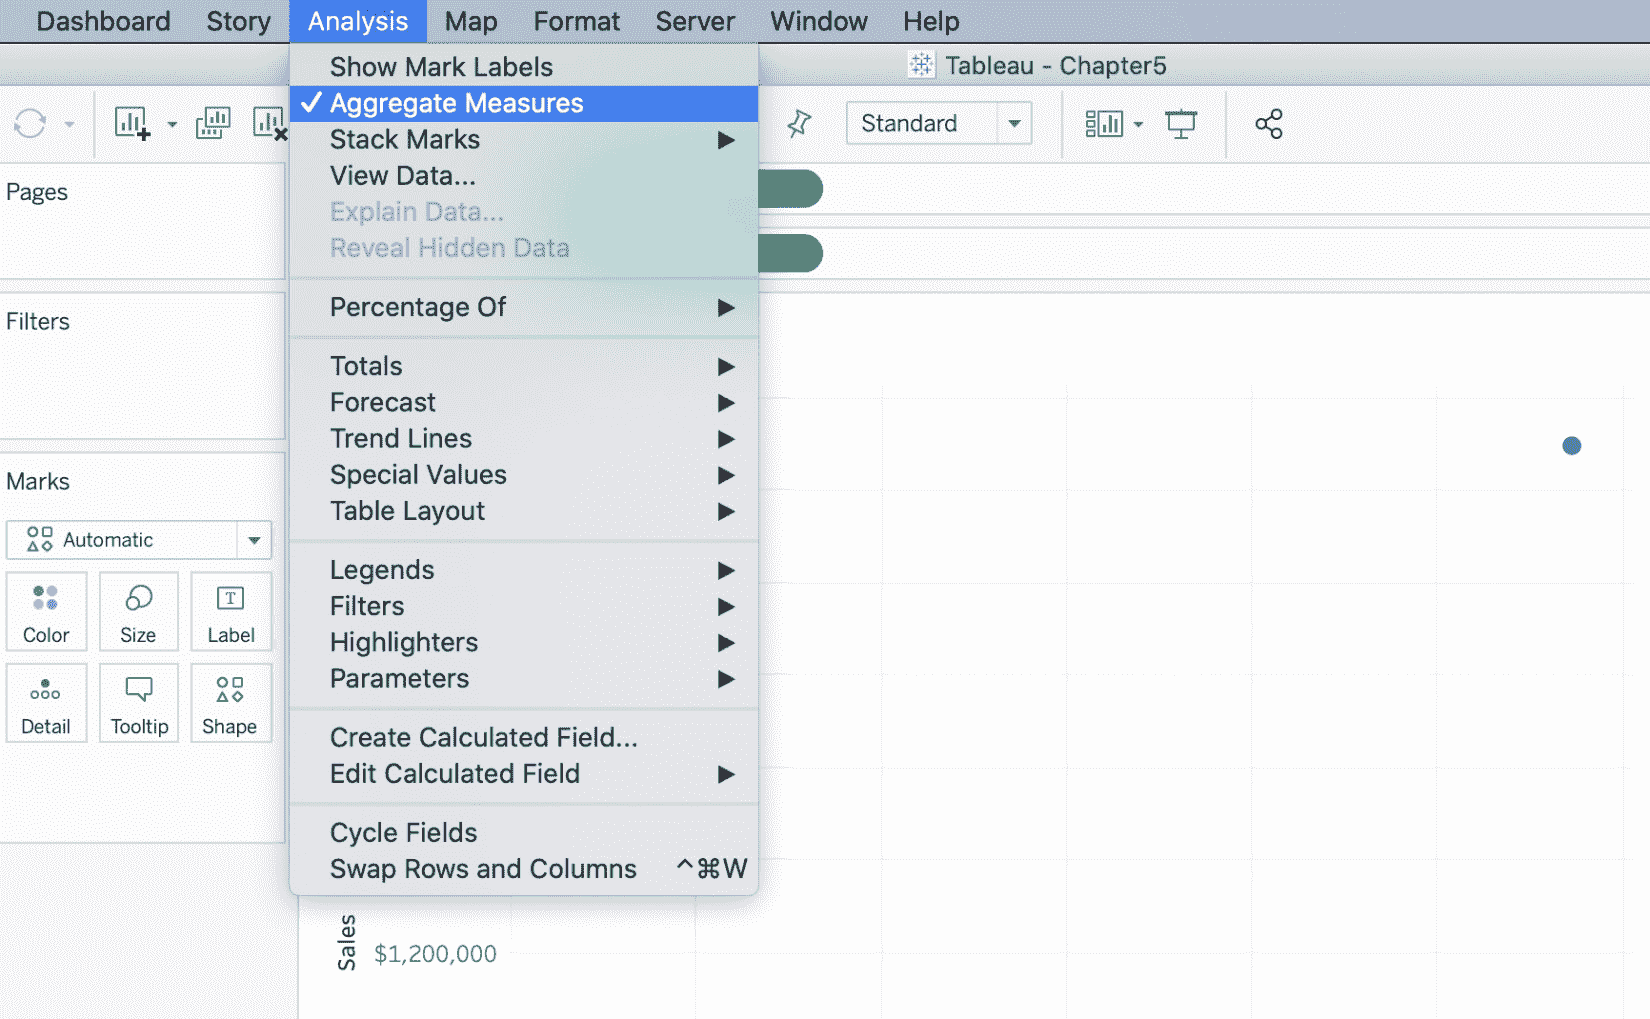 Dashboard Story Analysis Map Format Server Window Help
Tableau - Chapter5
Show Mark Labels
✓ Aggregate Measures
Stack Marks
View Data...
Explain Data...
Reveal Hidden Data
Percentage Of
Totals
Forecast
Trend Lines
Special Values
Table Layout
Legends
Filters
Highlighters
Parameters
Create Calculated Field...
Edit Calculated Field
Cycle Fields
Swap Rows and Columns ^⌘W
Standard
Pages
Filters
Marks
Automatic
Color Size Label
Detail Tooltip Shape
Sales
$1,200,000